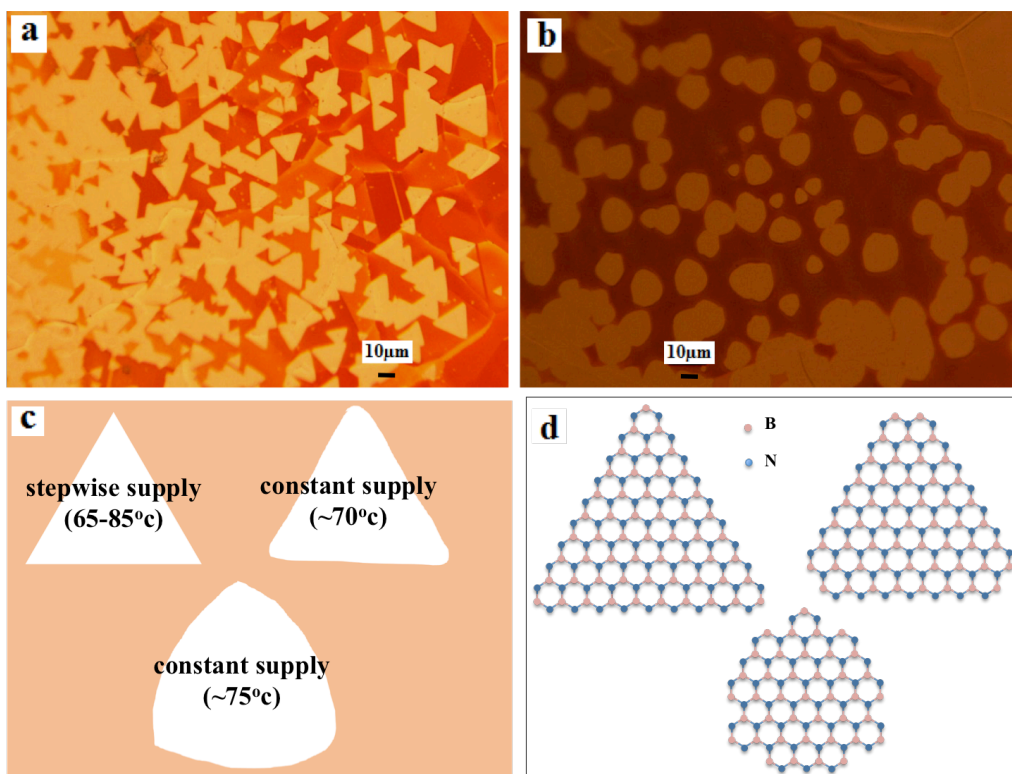 a
10µm
b
10µm
c
stepwise supply
(65-85°c)
constant supply
(~70°c)
constant supply
(~75°c)
d
B
N